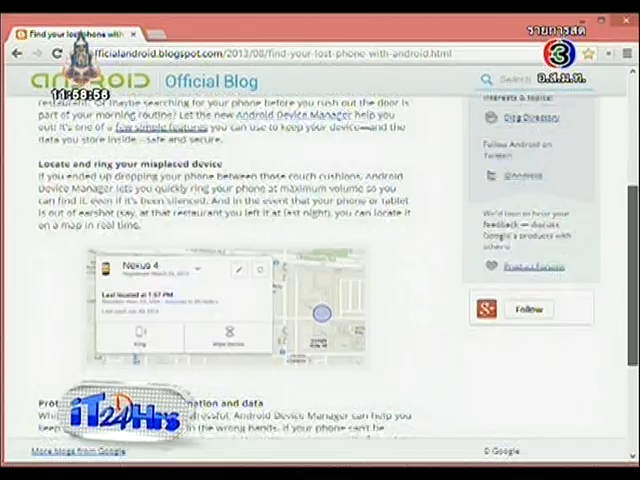 Find your lost phone with
รายการสด
officialandroid.blogspot.com/2013/08/find-your-lost-phone-with-android.html
3
อ.ส.ม.ท.
11:58:56
ANDROID Official Blog
Search
restaurant. Or maybe searching for your phone before you rush out the door is
part of your morning routine? Let the new Android Device Manager help you
out! It's one of a few simple features you can use to keep your device—and the
data you store inside—safe and secure.
Locate and ring your misplaced device
If you ended up dropping your phone between those couch cushions, Android
Device Manager lets you quickly ring your phone at maximum volume so you
can find it, even if it's been silenced. And in the event that your phone or tablet
is out of earshot (say, at that restaurant you left it at last night), you can locate
it on a map in real time.
Nexus 4
Last located at 1:57 PM
Ring
Wipe Device
Blog Directory
Follow Android on
Twitter
@Android
We'd love to hear your
feedback — discuss
Google's products with
others
Product Forums
Follow
mation and data
ressful. Android Device Manager can help you
in the wrong hands. If your phone can't be
iT24Hrs
More blogs from Google
© Google